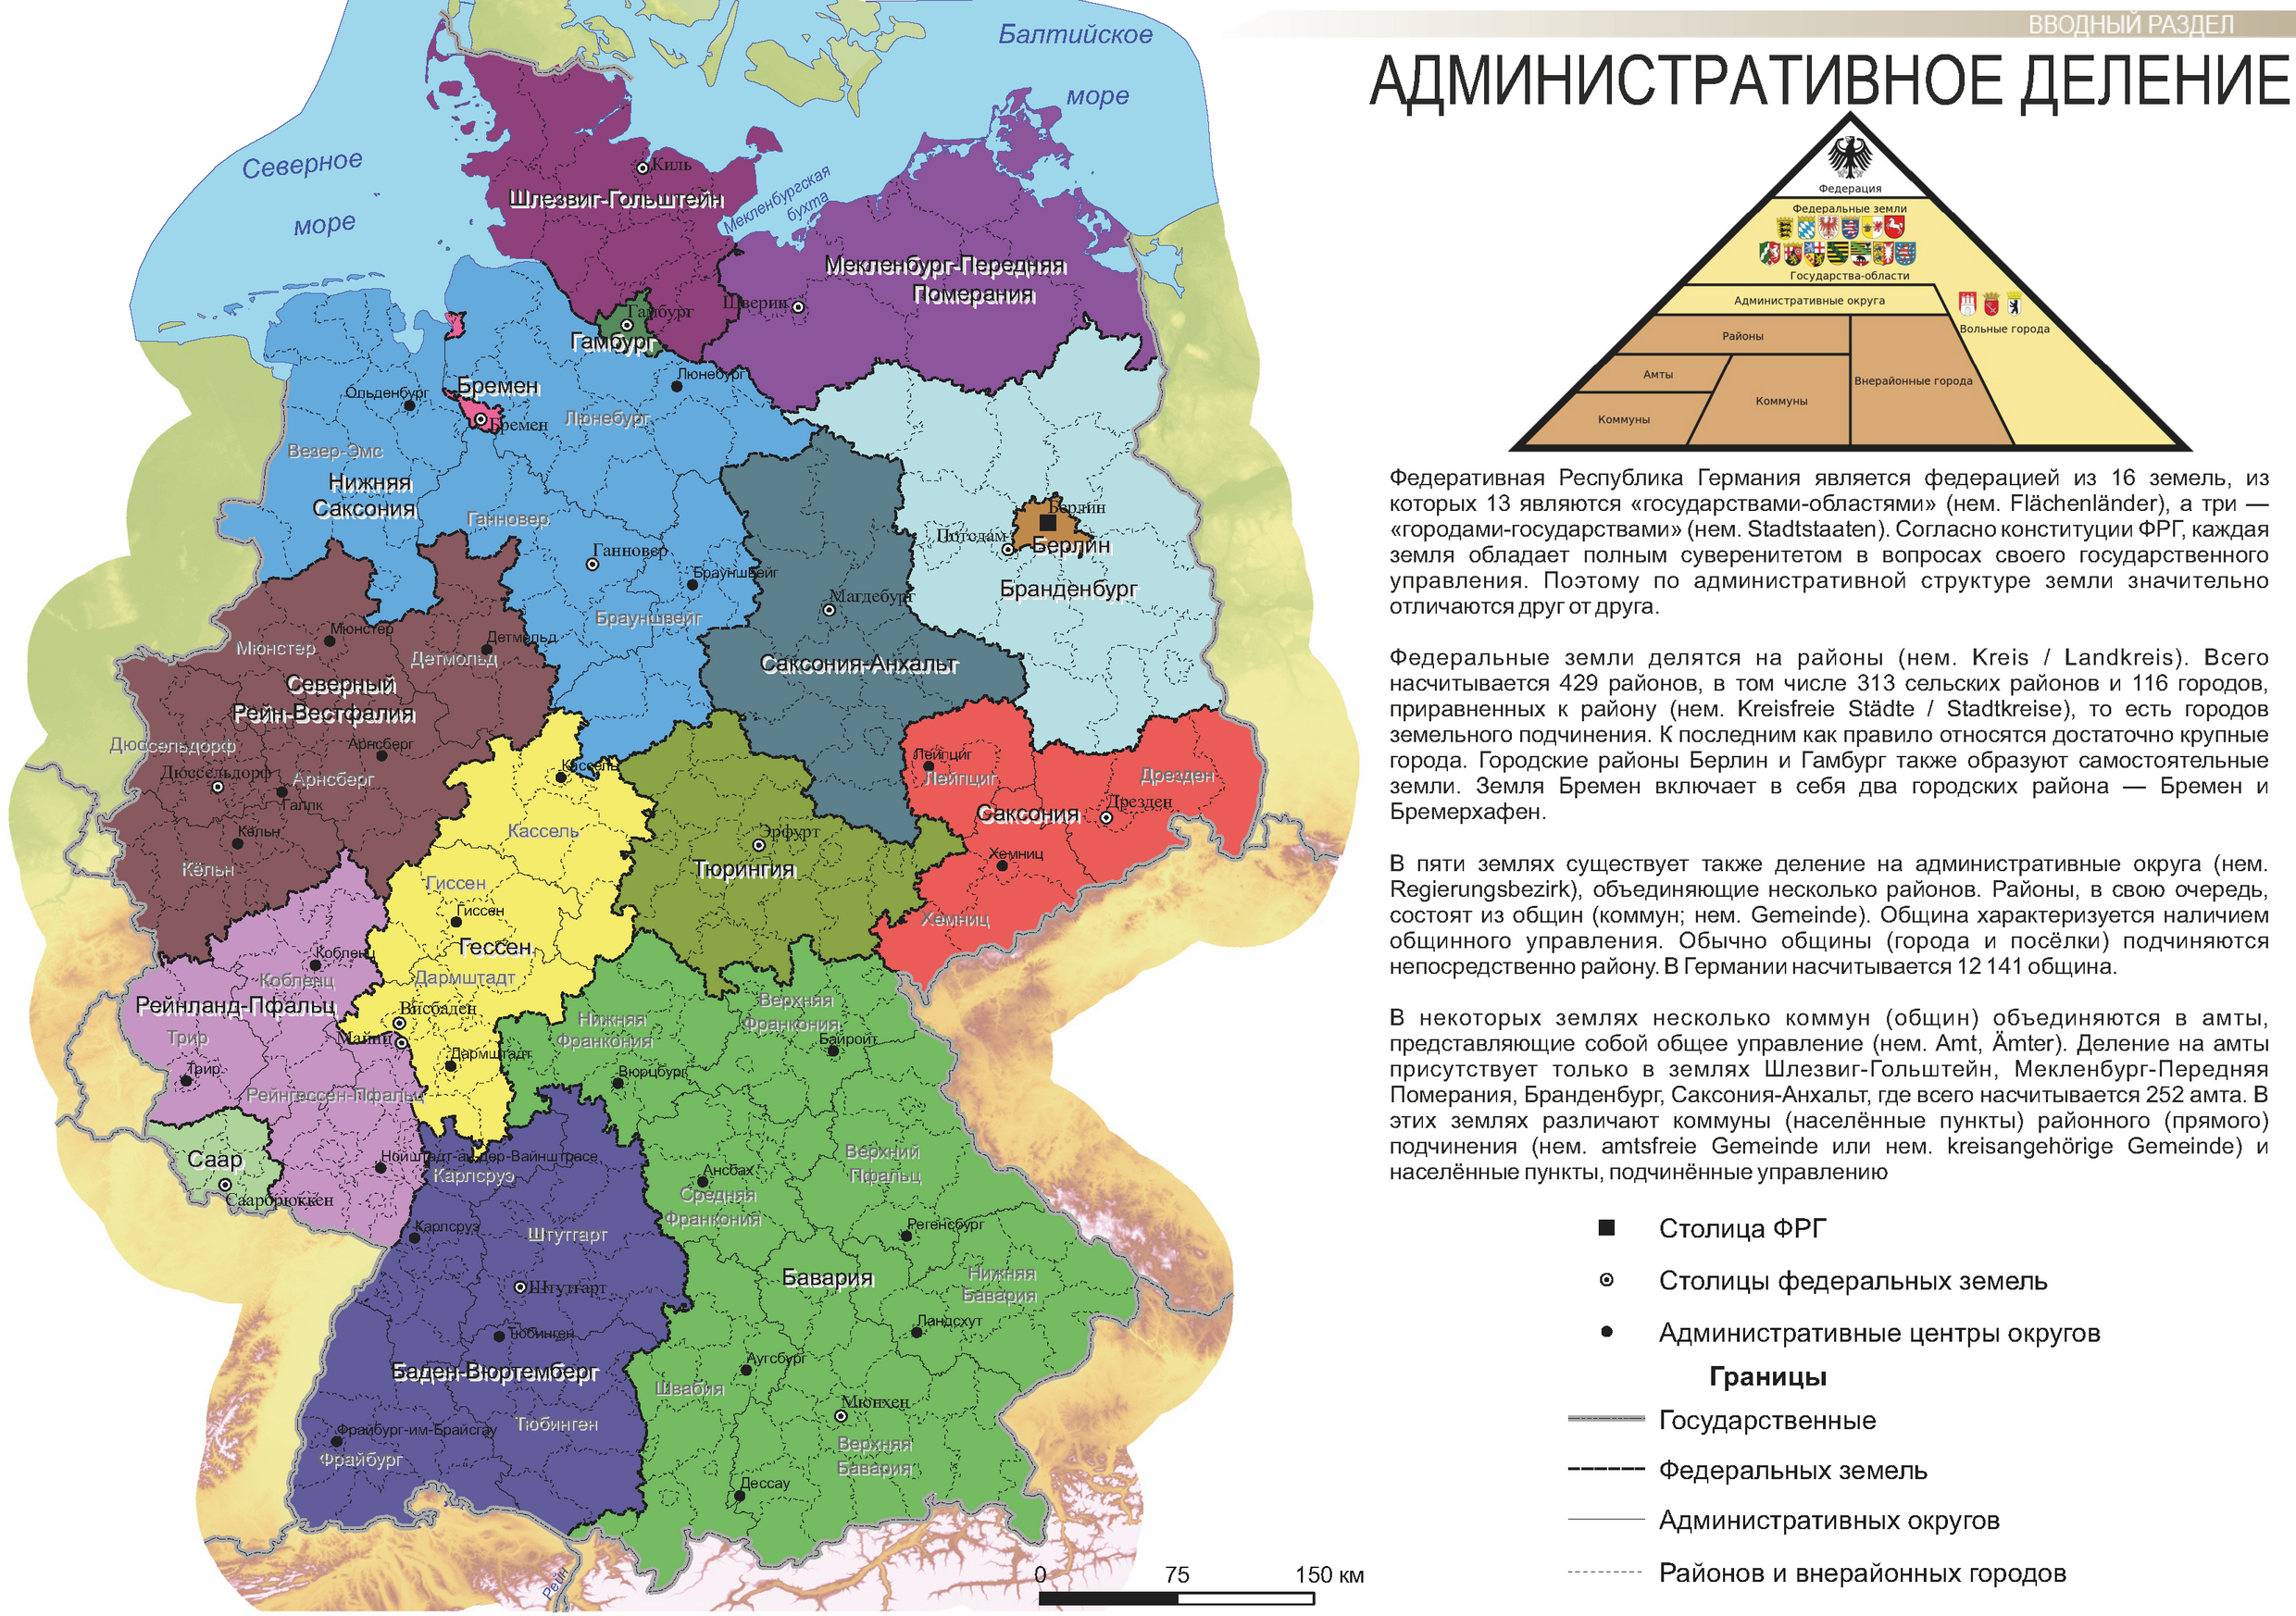 ВВОДНЫЙ РАЗДЕЛ
АДМИНИСТРАТИВНОЕ ДЕЛЕНИЕ
Федерация
Федеральные земли
Государства-области
Административные округа
Вольные города
Районы
Амты
Внерайонные города
Коммуны
Коммуны
Федеративная Республика Германия является федерацией из 16 земель, из
которых 13 являются «государствами-областями» (нем. Flächenländer), а три —
«городами-государствами» (нем. Stadtstaaten). Согласно конституции ФРГ, каждая
земля обладает полным суверенитетом в вопросах своего государственного
управления. Поэтому по административной структуре земли значительно
отличаются друг от друга.
Федеральные земли делятся на районы (нем. Kreis / Landkreis). Всего
насчитывается 429 районов, в том числе 313 сельских районов и 116 городов,
приравненных к району (нем. Kreisfreie Städte / Stadtkreise), то есть городов
земельного подчинения. К последним как правило относятся достаточно крупные
города. Городские районы Берлин и Гамбург также образуют самостоятельные
земли. Земля Бремен включает в себя два городских района — Бремен и
Бремерхафен.
В пяти землях существует также деление на административные округа (нем.
Regierungsbezirk), объединяющие несколько районов. Районы, в свою очередь,
состоят из общин (коммун; нем. Gemeinde). Община характеризуется наличием
общинного управления. Обычно общины (города и посёлки) подчиняются
непосредственно району. В Германии насчитывается 12 141 община.
В некоторых землях несколько коммун (общин) объединяются в амты,
представляющие собой общее управление (нем. Amt, Ämter). Деление на амты
присутствует только в землях Шлезвиг-Гольштейн, Мекленбург-Передняя
Померания, Бранденбург, Саксония-Анхальт, где всего насчитывается 252 амта. В
этих землях различают коммуны (населённые пункты) районного (прямого)
подчинения (нем. amtsfreie Gemeinde или нем. kreisangehörige Gemeinde) и
населённые пункты, подчинённые управлению
Столица ФРГ
Столицы федеральных земель
Административные центры округов
Границы
Государственные
Федеральных земель
Административных округов
Районов и внерайонных городов
0 75 150 км
Балтийское
море
Северное
море
Мекленбургская
бухта
Киль
Шлезвиг-Гольштейн
Мекленбург-Передняя
Померания
Шверин
Гамбург
Гамбург
Люнебург
Ольденбург
Бремен
Бремен
Люнебург
Везер-Эмс
Нижняя
Саксония
Ганновер
Ганновер
Брауншвейг
Брауншвейг
Берлин
Берлин
Потсдам
Бранденбург
Магдебург
Саксония-Анхальт
Мюнстер
Мюнстер
Детмольд
Детмольд
Северный
Рейн-Вестфалия
Дюссельдорф
Дюссельдорф
Арнсберг
Арнсберг
Галлк
Кёльн
Кёльн
Кассель
Кассель
Гиссен
Гиссен
Гессен
Дармштадт
Висбаден
Дармштадт
Эрфурт
Тюрингия
Лейпциг
Лейпциг
Саксония
Дрезден
Дрезден
Хемниц
Хемниц
Кобленц
Кобленц
Рейнланд-Пфальц
Майнц
Трир
Трир
Рейнгессен-Пфальц
Нойштадт-ан-дер-Вайнштрасе
Саар
Саарбрюккен
Нижняя
Франкония
Верхняя
Франкония
Байройт
Вюрцбург
Ансбах
Средняя
Франкония
Верхний
Пфальц
Регенсбург
Бавария
Нижняя
Бавария
Ландсхут
Аугсбург
Швабия
Мюнхен
Верхняя
Бавария
Дессау
Карлсруэ
Карлсруэ
Штутгарт
Штутгарт
Тюбинген
Баден-Вюртемберг
Тюбинген
Фрайбург-им-Брайсгау
Фрайбург
Рейн